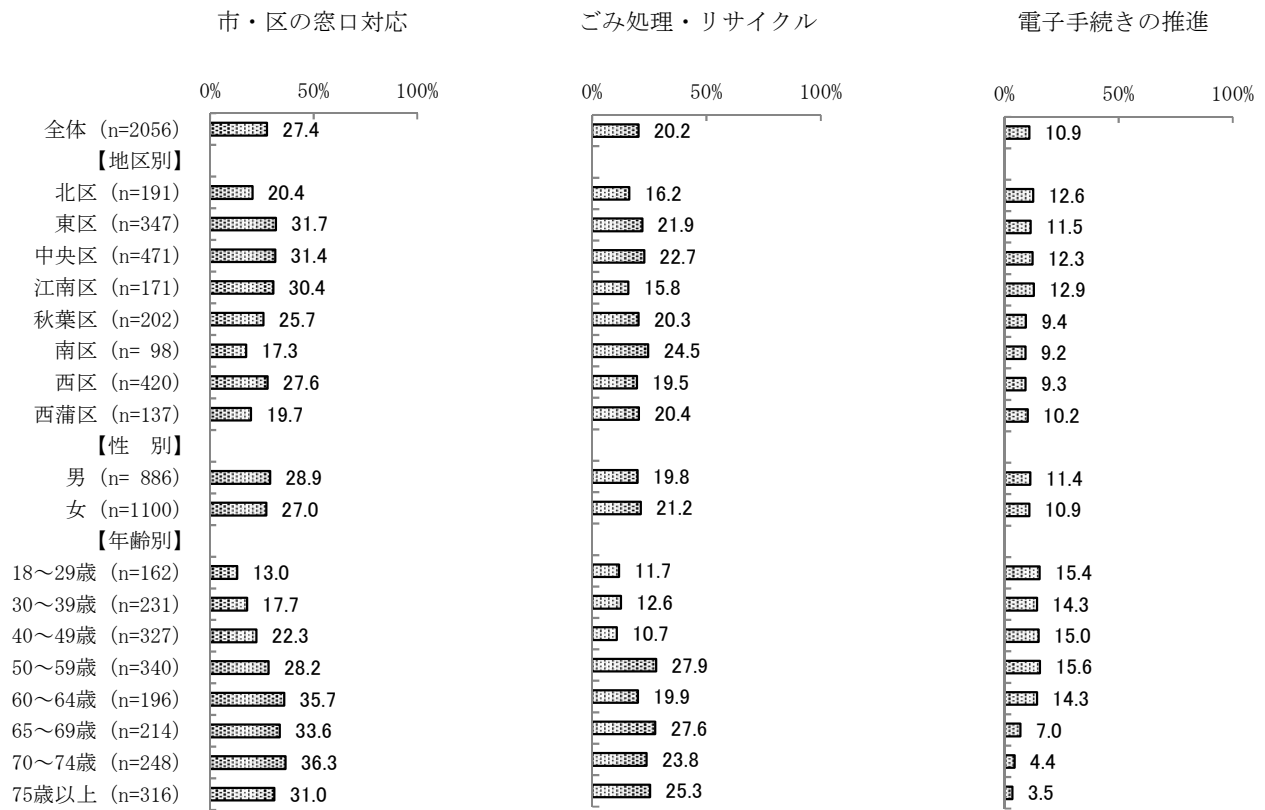 市・区の窓口対応 ごみ処理・リサイクル 電子手続きの推進
0% 50% 100% 0% 50% 100% 0% 50% 100%
全体 (n=2056) 27.4 20.2 10.9
【地区別】
北区 (n=191) 20.4 16.2 12.6
東区 (n=347) 31.7 21.9 11.5
中央区 (n=471) 31.4 22.7 12.3
江南区 (n=171) 30.4 15.8 12.9
秋葉区 (n=202) 25.7 20.3 9.4
南区 (n= 98) 17.3 24.5 9.2
西区 (n=420) 27.6 19.5 9.3
西蒲区 (n=137) 19.7 20.4 10.2
【性　別】
男 (n= 886) 28.9 19.8 11.4
女 (n=1100) 27.0 21.2 10.9
【年齢別】
18～29歳 (n=162) 13.0 11.7 15.4
30～39歳 (n=231) 17.7 12.6 14.3
40～49歳 (n=327) 22.3 10.7 15.0
50～59歳 (n=340) 28.2 27.9 15.6
60～64歳 (n=196) 35.7 19.9 14.3
65～69歳 (n=214) 33.6 27.6 7.0
70～74歳 (n=248) 36.3 23.8 4.4
75歳以上 (n=316) 31.0 25.3 3.5